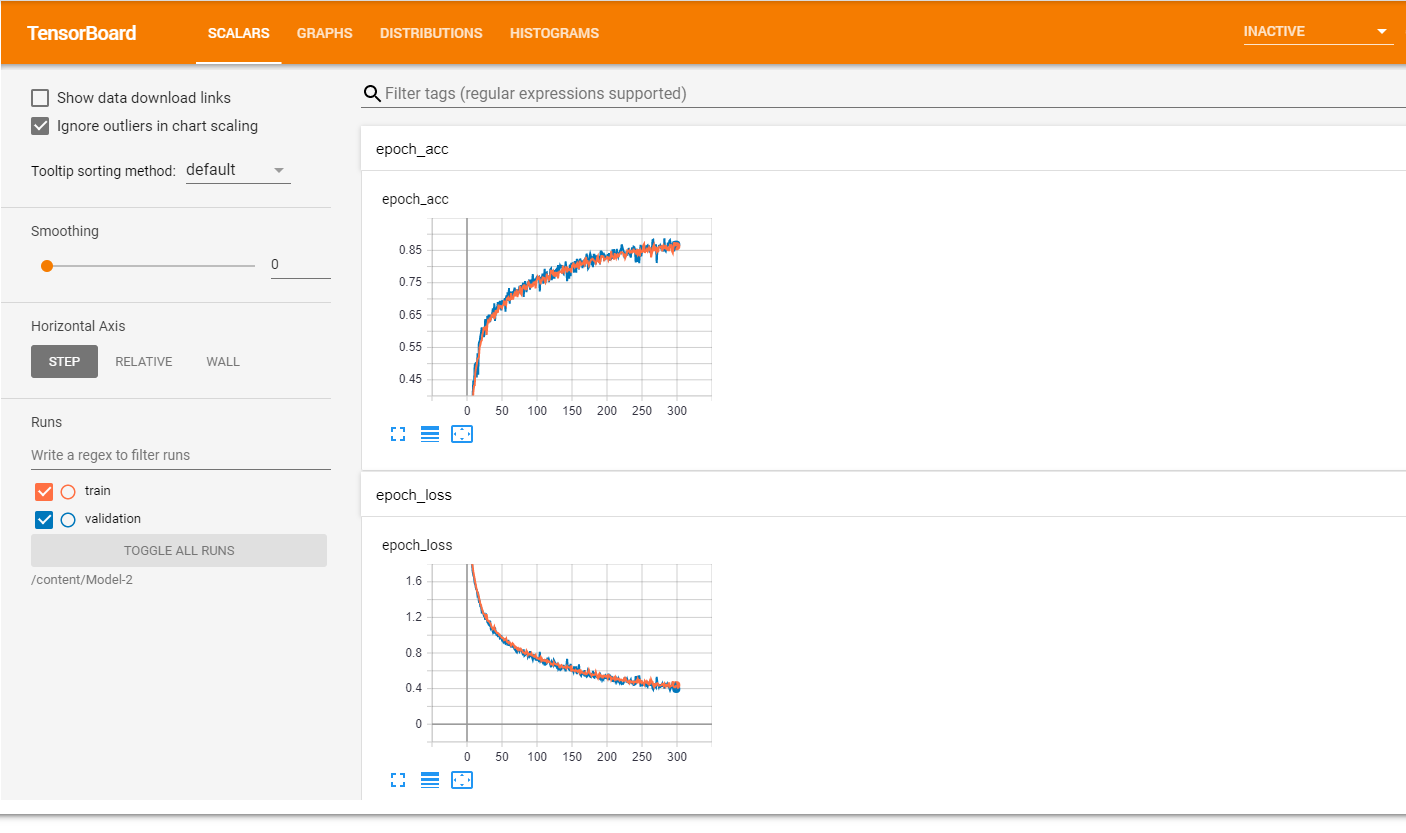 TensorBoard SCALARS GRAPHS DISTRIBUTIONS HISTOGRAMS INACTIVE
Show data download links
Ignore outliers in chart scaling
Tooltip sorting method: default
Smoothing
0
Horizontal Axis
STEP RELATIVE WALL
Runs
Write a regex to filter runs
train
validation
TOGGLE ALL RUNS
/content/Model-2
Filter tags (regular expressions supported)
epoch_acc
epoch_acc
0.85
0.75
0.65
0.55
0.45
0 50 100 150 200 250 300
epoch_loss
epoch_loss
1.6
1.2
0.8
0.4
0
0 50 100 150 200 250 300